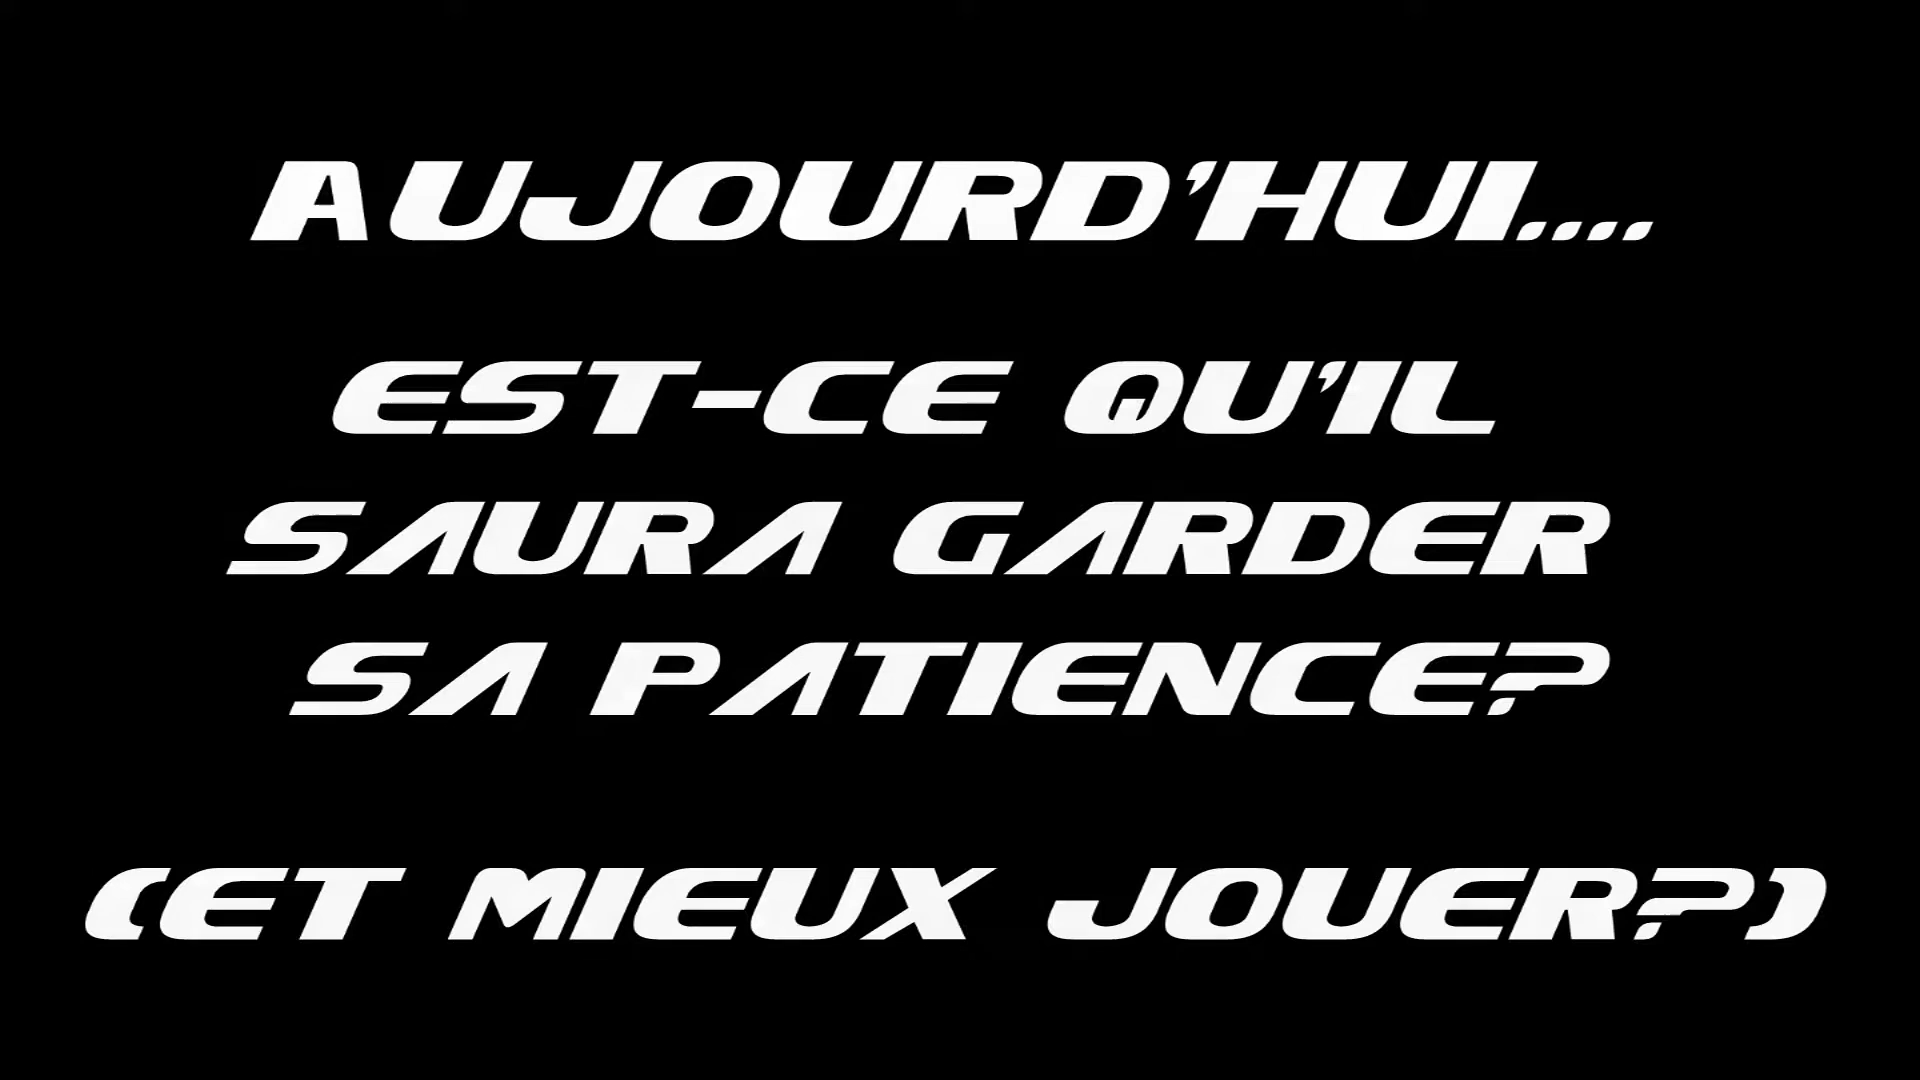 AUJOURD'HUI....
EST-CE QU'IL
SAURA GARDER
SA PATIENCE?
(ET MIEUX JOUER?)